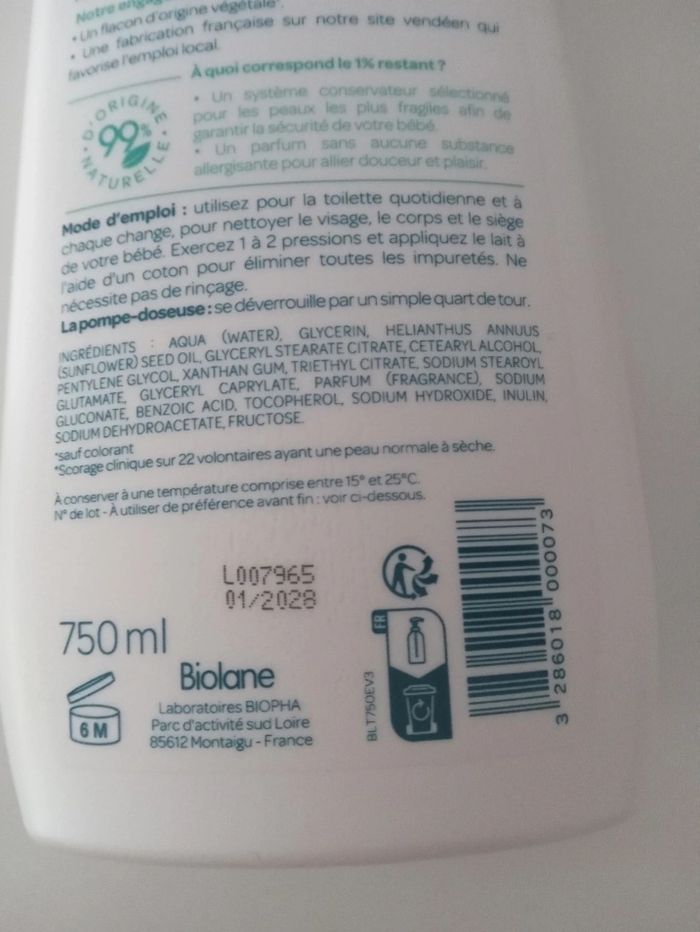 Notre
• Un flacon d'origine végétale*.
• Une fabrication française sur notre site vendéen qui
favorise l'emploi local.
À quoi correspond le 1% restant ?
• Un système conservateur sélectionné
pour les peaux les plus fragiles afin de
garantir la sécurité de votre bébé.
• Un parfum sans aucune substance
allergisante pour allier douceur et plaisir.
D'ORIGINE
99%
NATURELLE
Mode d'emploi : utilisez pour la toilette quotidienne et à
chaque change, pour nettoyer le visage, le corps et le siège
de votre bébé. Exercez 1 à 2 pressions et appliquez le lait à
l'aide d'un coton pour éliminer toutes les impuretés. Ne
nécessite pas de rinçage.
La pompe-doseuse : se déverrouille par un simple quart de tour.
INGRÉDIENTS : AQUA (WATER), GLYCERIN, HELIANTHUS ANNUUS
(SUNFLOWER) SEED OIL, GLYCERYL STEARATE CITRATE, CETEARYL ALCOHOL,
PENTYLENE GLYCOL, XANTHAN GUM, TRIETHYL CITRATE, SODIUM STEAROYL
GLUTAMATE, GLYCERYL CAPRYLATE, PARFUM (FRAGRANCE), SODIUM
GLUCONATE, BENZOIC ACID, TOCOPHEROL, SODIUM HYDROXIDE, INULIN,
SODIUM DEHYDROACETATE, FRUCTOSE.
*sauf colorant
*Scorage clinique sur 22 volontaires ayant une peau normale à sèche.
À conserver à une température comprise entre 15° et 25°C.
N° de lot - À utiliser de préférence avant fin : voir ci-dessous.
L007965
01/2028
750 ml
Biolane
6 M
Laboratoires BIOPHA
Parc d'activité sud Loire
85612 Montaigu - France
FR
BLT750EV3
3 286018 000073